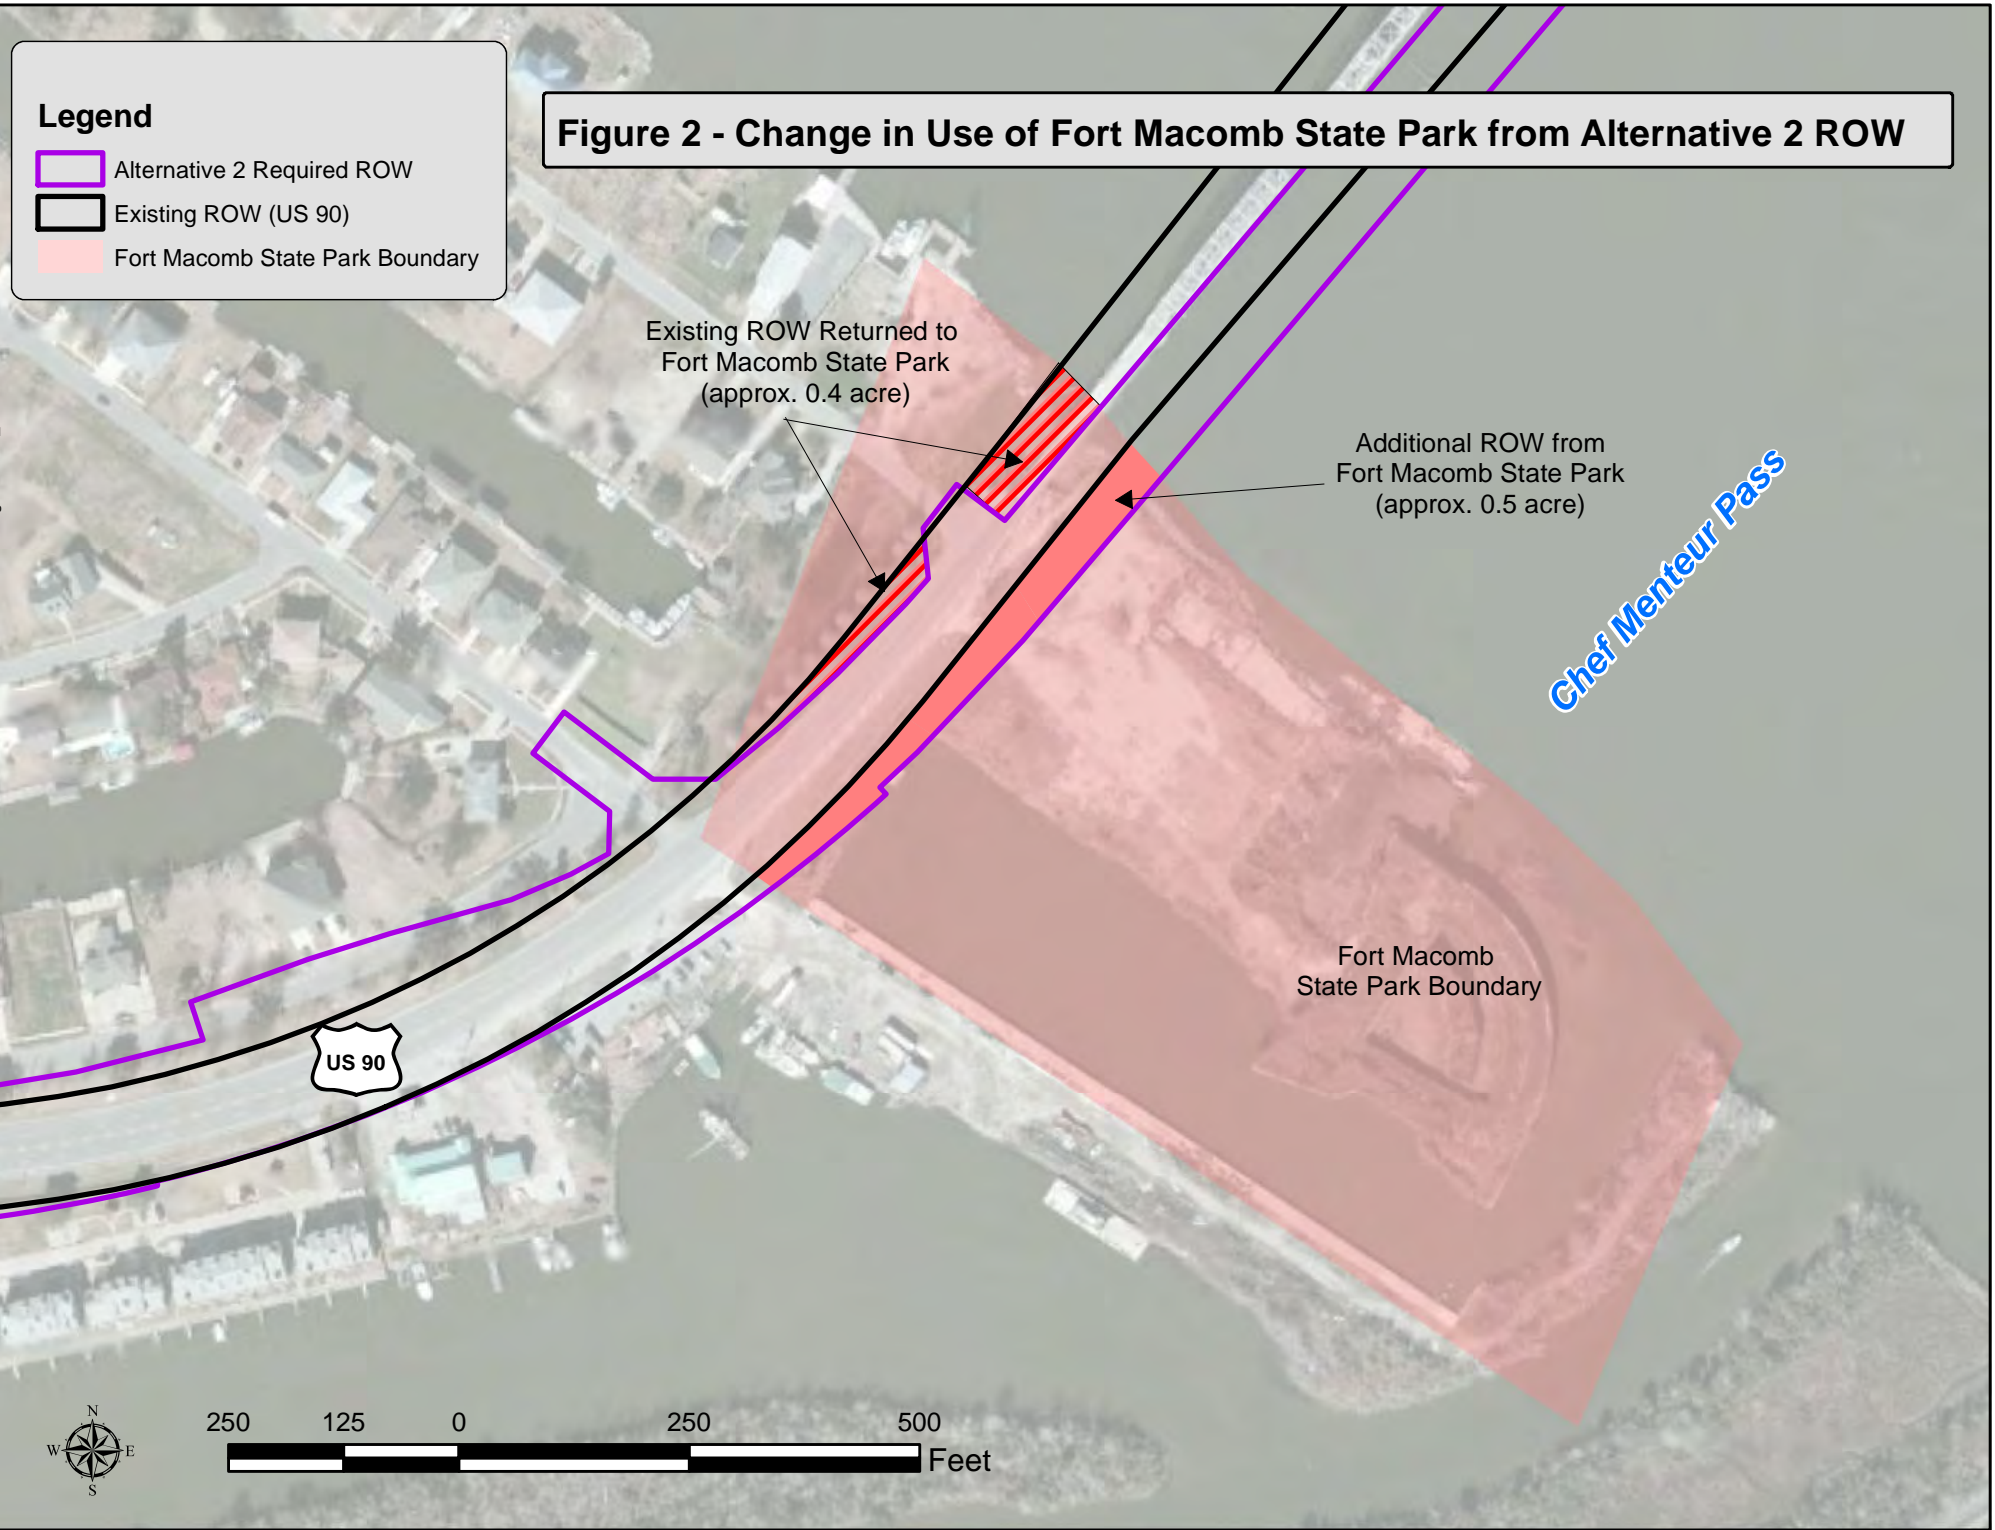 Legend
Alternative 2 Required ROW
Existing ROW (US 90)
Fort Macomb State Park Boundary
Figure 2 - Change in Use of Fort Macomb State Park from Alternative 2 ROW
Existing ROW Returned to
Fort Macomb State Park
(approx. 0.4 acre)
Additional ROW from
Fort Macomb State Park
(approx. 0.5 acre)
Chef Menteur Pass
Fort Macomb
State Park Boundary
US 90
N
W E
S
250 125 0 250 500
Feet